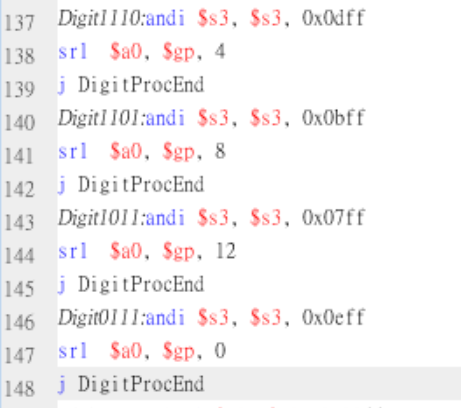 137 Digit1110:andi $s3, $s3, 0x0dff
138 srl $a0, $gp, 4
139 j DigitProcEnd
140 Digit1101:andi $s3, $s3, 0x0bff
141 srl $a0, $gp, 8
142 j DigitProcEnd
143 Digit1011:andi $s3, $s3, 0x07ff
144 srl $a0, $gp, 12
145 j DigitProcEnd
146 Digit0111:andi $s3, $s3, 0x0eff
147 srl $a0, $gp, 0
148 j DigitProcEnd